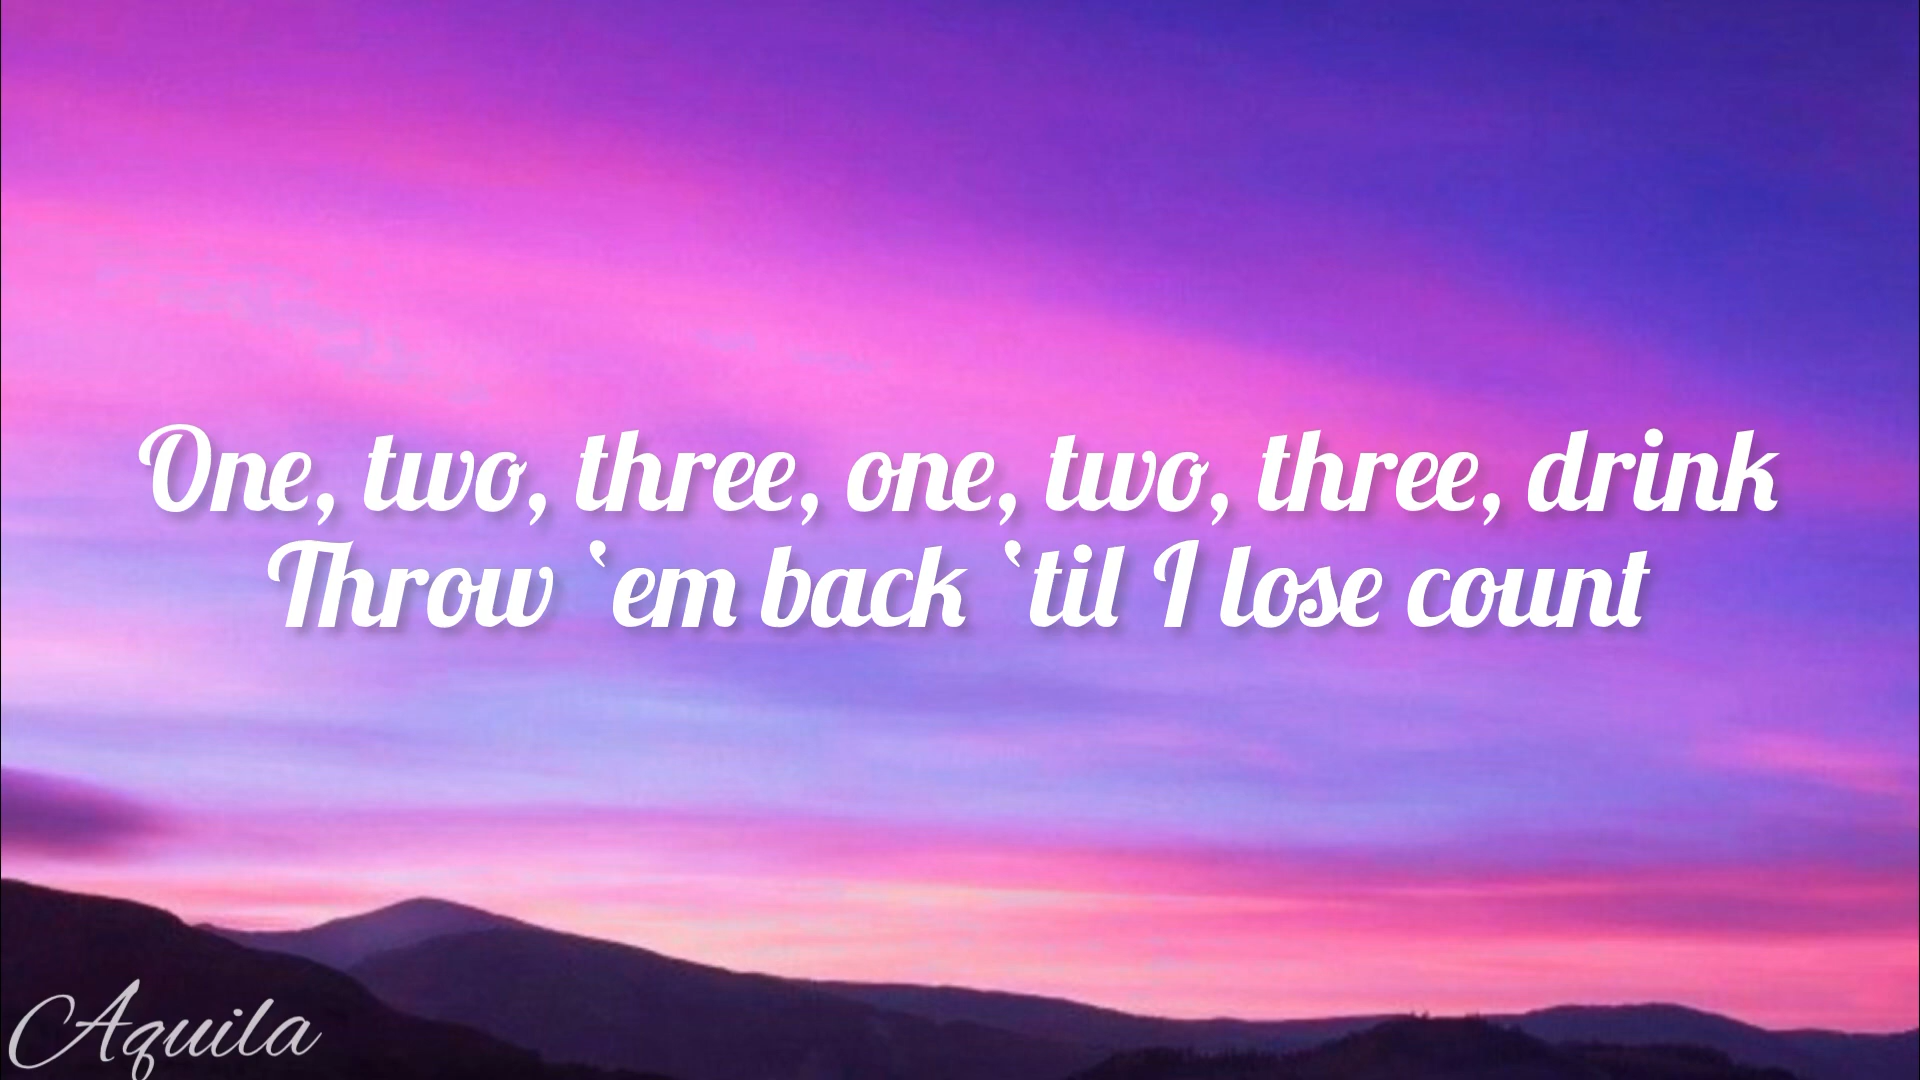 One, two, three, one, two, three, drink
Throw `em back `til I lose count
Aquila